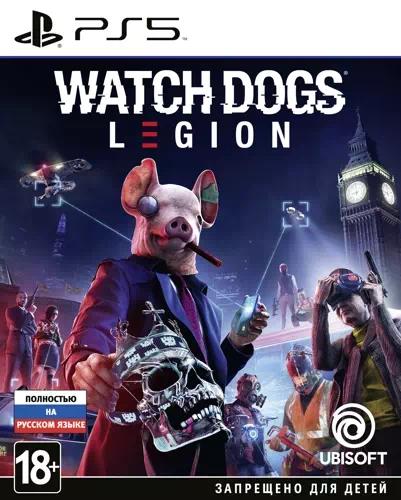 PS5
WATCH DOGS
LEGION
ПОЛНОСТЬЮ
НА
РУССКОМ ЯЗЫКЕ
18+
UBISOFT
ЗАПРЕЩЕНО ДЛЯ ДЕТЕЙ